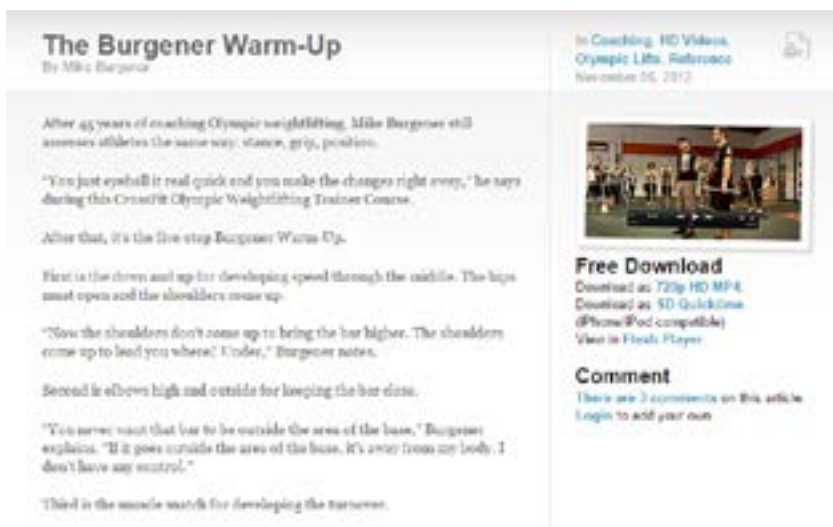 The Burgener Warm-Up
By Mike Burgener
After 45 years of coaching Olympic weightlifting, Mike Burgener still
assesses athletes the same way: stance, grip, position.
"You just eyeball it real quick and you make the changes right away," he says
during this CrossFit Olympic Weightlifting Trainer Course.
After that, it's the five-step Burgener Warm-Up.
First is the down and up for developing speed through the middle. The hips
must open and the shoulders come up.
"Now the shoulders don't come up to bring the bar higher. The shoulders
come up to lead you where? Under," Burgener notes.
Second is elbows high and outside for keeping the bar close.
"You never want that bar to be outside the area of the base," Burgener
explains. "If it goes outside the area of the base, it's away from my body. I
don't have any control."
Third is the muscle snatch for developing the turnover.
In Coaching, HD Videos,
Olympic Lifts, Reference
November 05, 2012
Free Download
Download as 720p HD MP4
Download as SD Quicktime
(iPhone/iPod compatible)
View in Flash Player
Comment
There are 3 comments on this article
Login to add your own